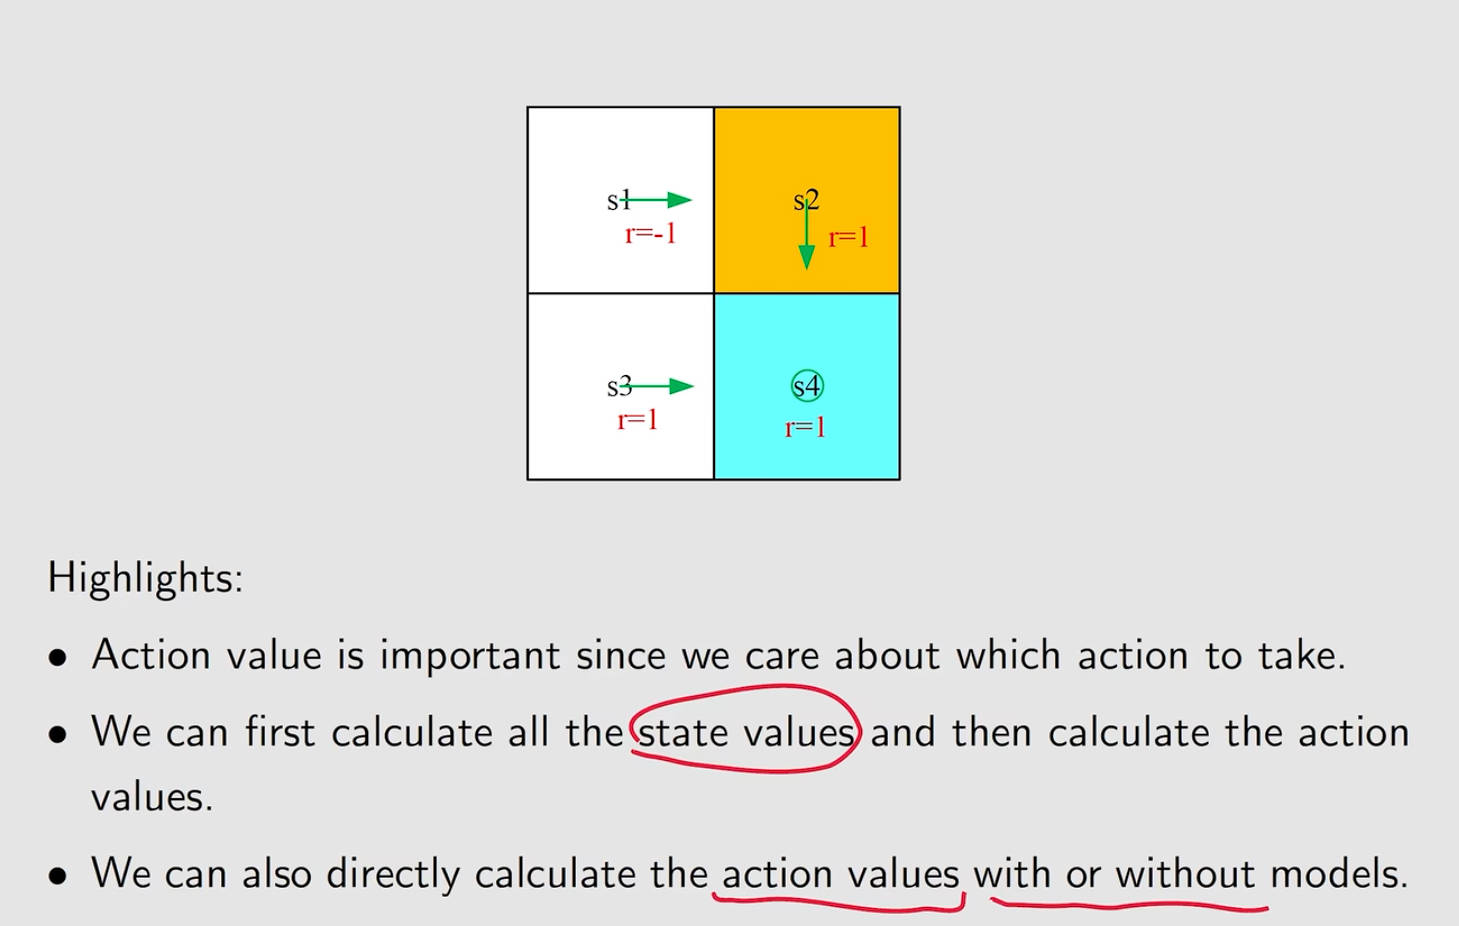 s1
r=-1
s2
r=1
s3
r=1
s4
r=1
Highlights:
• Action value is important since we care about which action to take.
• We can first calculate all the state values and then calculate the action
values.
• We can also directly calculate the action values with or without models.